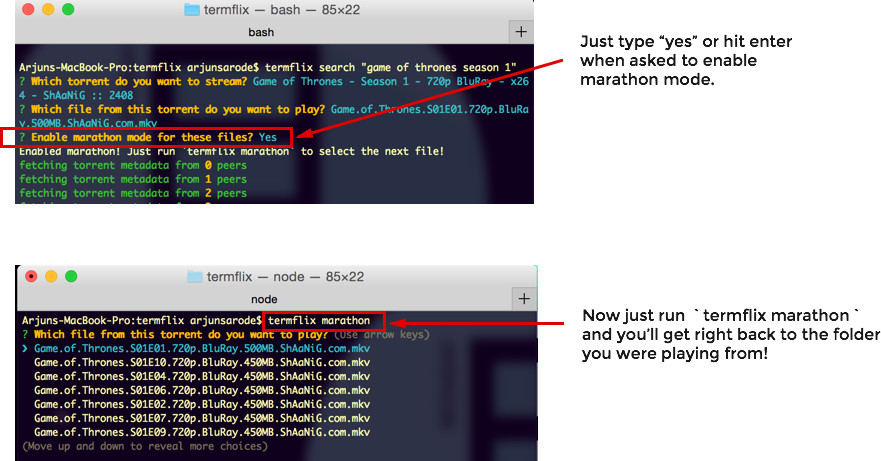 termflix — bash — 85×22
bash
+
Arjuns-MacBook-Pro:termflix arjunsarode$ termflix search "game of thrones season 1"
? Which torrent do you want to stream? Game of Thrones - Season 1 - 720p BluRay - x26
4 - ShAaNiG :: 2408
? Which file from this torrent do you want to play? Game.of.Thrones.S01E01.720p.BluRa
y.500MB.ShAaNiG.com.mkv
? Enable marathon mode for these files? Yes
Enabled marathon! Just run `termflix marathon` to select the next file!
fetching torrent metadata from 0 peers
fetching torrent metadata from 1 peers
fetching torrent metadata from 2 peers
Just type “yes” or hit enter
when asked to enable
marathon mode.
termflix — node — 85×22
node
+
Arjuns-MacBook-Pro:termflix arjunsarode$ termflix marathon
? Which file from this torrent do you want to play? (Use arrow keys)
❯ Game.of.Thrones.S01E01.720p.BluRay.500MB.ShAaNiG.com.mkv
Game.of.Thrones.S01E10.720p.BluRay.450MB.ShAaNiG.com.mkv
Game.of.Thrones.S01E04.720p.BluRay.450MB.ShAaNiG.com.mkv
Game.of.Thrones.S01E06.720p.BluRay.450MB.ShAaNiG.com.mkv
Game.of.Thrones.S01E02.720p.BluRay.450MB.ShAaNiG.com.mkv
Game.of.Thrones.S01E07.720p.BluRay.450MB.ShAaNiG.com.mkv
Game.of.Thrones.S01E09.720p.BluRay.450MB.ShAaNiG.com.mkv
(Move up and down to reveal more choices)
Now just run `termflix marathon`
and you’ll get right back to the folder
you were playing from!